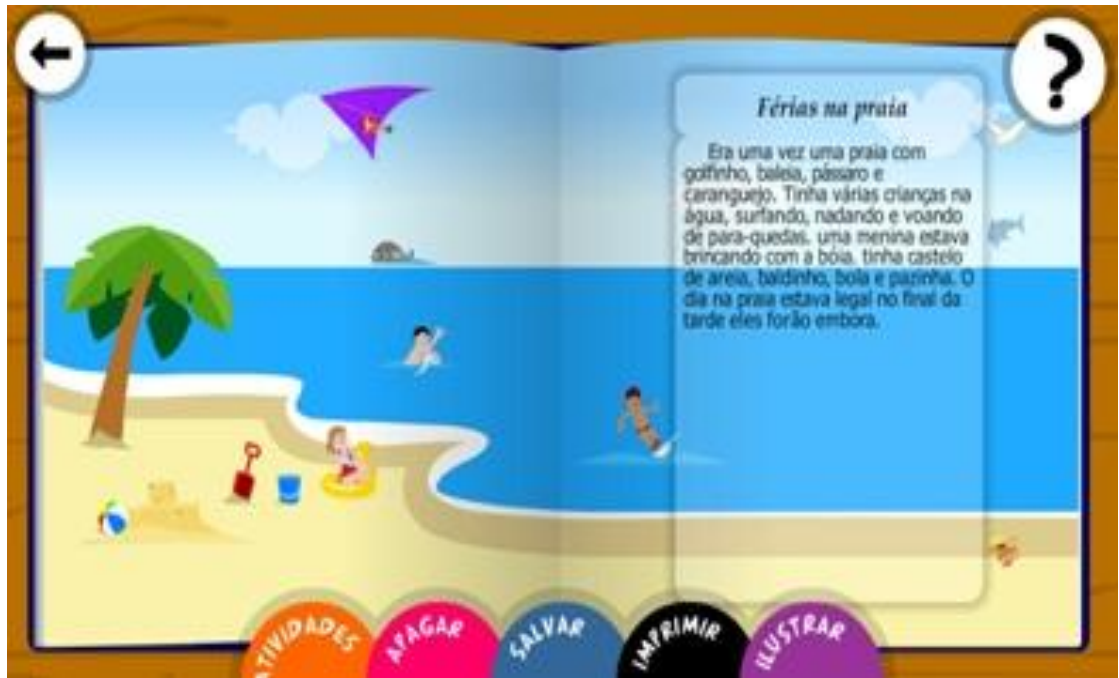 ?
Férias na praia
Era uma vez uma praia com
golfinho, baleia, pássaro e
caranguejo. Tinha várias crianças na
água, surfando, nadando e voando
de para-quedas. uma menina estava
brincando com a bóia. tinha castelo
de areia, baldinho, bola e pazinha. O
dia na praia estava legal no final da
tarde eles forão embora.
ATIVIDADES
APAGAR
SALVAR
IMPRIMIR
ILUSTRAR